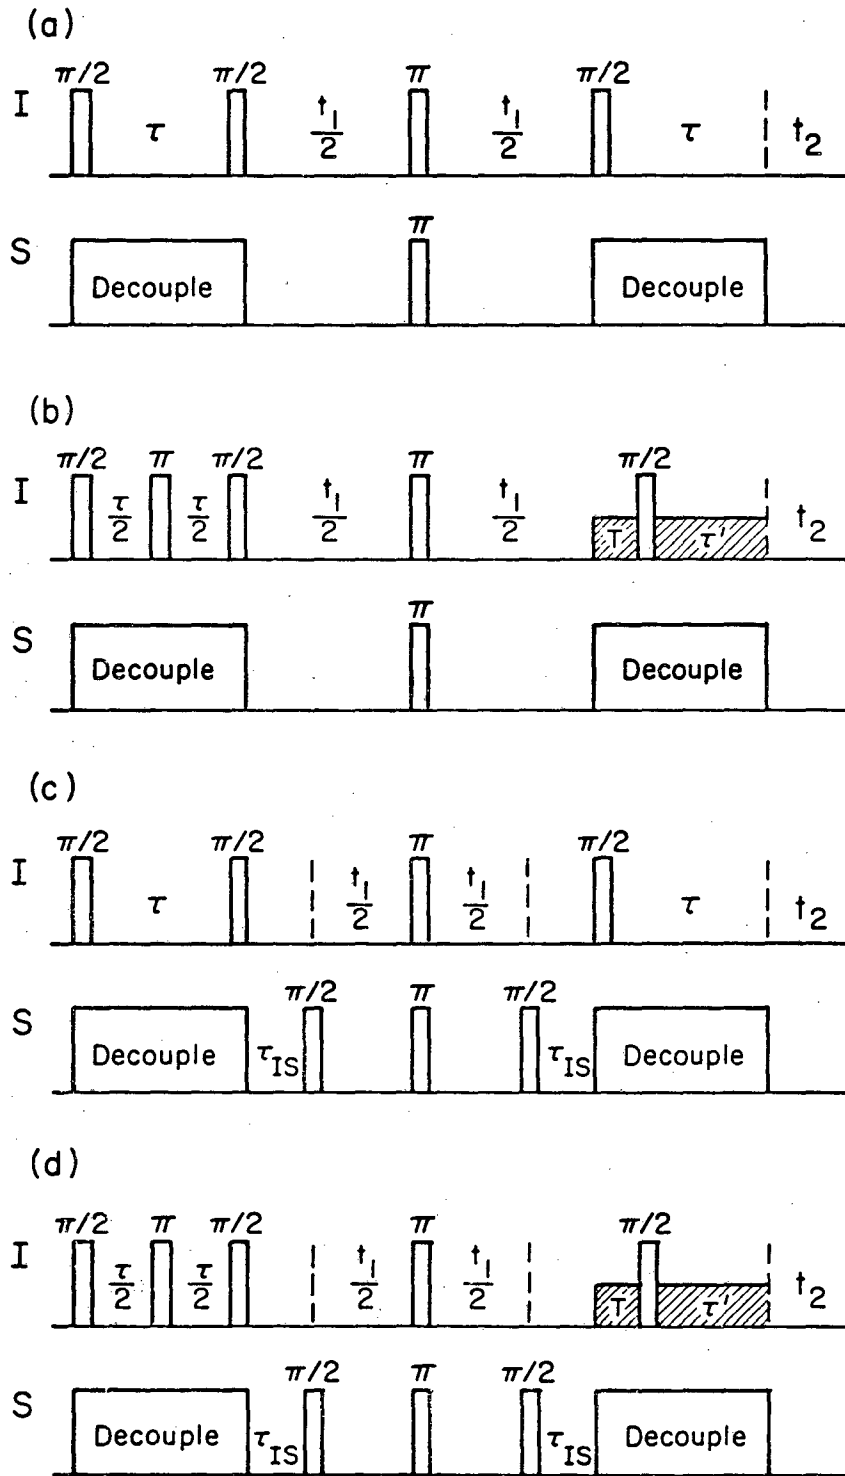 (a)
π/2 π/2 π π/2
I τ t₁/2 t₁/2 τ t₂
π
S Decouple Decouple
(b)
π/2 π π/2 π π/2
I τ/2 τ/2 t₁/2 t₁/2 T τ' t₂
π
S Decouple Decouple
(c)
π/2 π/2 π π/2
I τ t₁/2 t₁/2 τ t₂
π/2 π π/2
S Decouple τIS τIS Decouple
(d)
π/2 π π/2 π π/2
I τ/2 τ/2 t₁/2 t₁/2 T τ' t₂
π/2 π π/2
S Decouple τIS τIS Decouple